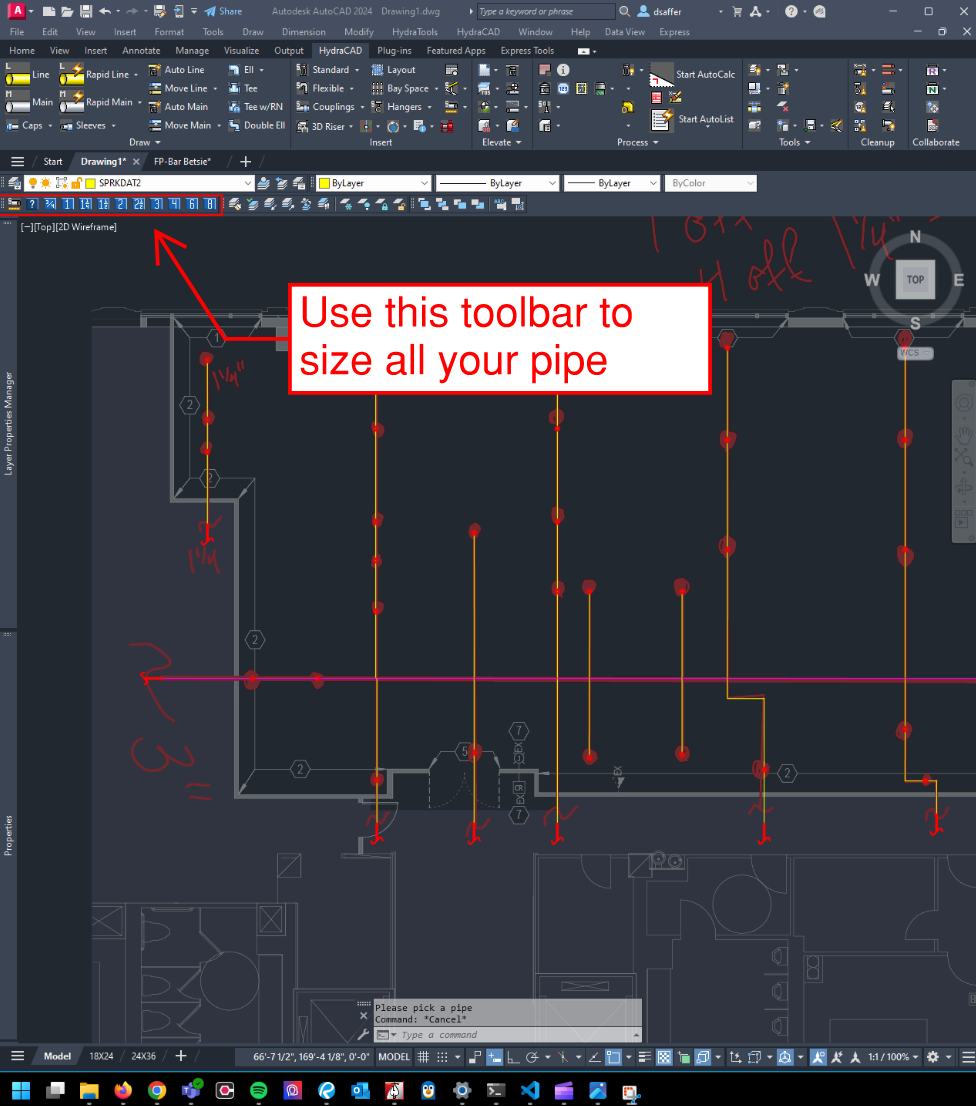 A Share Autodesk AutoCAD 2024 Drawing1.dwg Type a keyword or phrase dsaffer
File Edit View Insert Format Tools Draw Dimension Modify HydraTools HydraCAD Window Help Data View Express
Home View Insert Annotate Manage Visualize Output HydraCAD Plug-ins Featured Apps Express Tools
L Line L Rapid Line Auto Line Ell Standard Layout Start AutoCalc
Move Line Tee Flexible Bay Space
M Main M Rapid Main Auto Main Tee w/RN Couplings Hangers Start AutoList
Caps Sleeves Move Main Double Ell 3D Riser
Draw Insert Elevate Process Tools Cleanup Collaborate
Start Drawing1* FP-Bar Betsie*
SPRKDAT2 ByLayer ByLayer ByLayer ByColor
? ¾ 1 1¼ 1½ 2 2½ 3 4 6 8
[−][Top][2D Wireframe]
1 off 1¼"
4 off
N
W TOP E
S
WCS
Use this toolbar to
size all your pipe
1
1¼"
2
2
Layer Properties Manager
1¼
2
3
7
5
EX
2
2
EX
EX
7
Properties
Please pick a pipe
Command: *Cancel*
Type a command
Model 18X24 24X36 66'-7 1/2", 169'-4 1/8", 0'-0" MODEL 1:1 / 100%